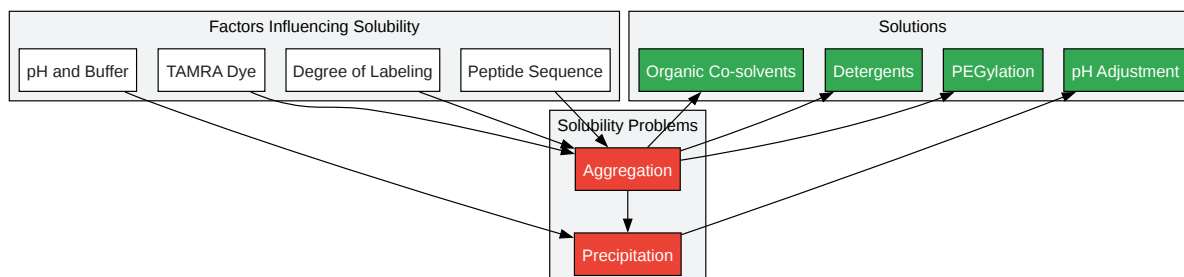 Factors Influencing Solubility
pH and Buffer
TAMRA Dye
Degree of Labeling
Peptide Sequence
Solutions
Organic Co-solvents
Detergents
PEGylation
pH Adjustment
Solubility Problems
Aggregation
Precipitation